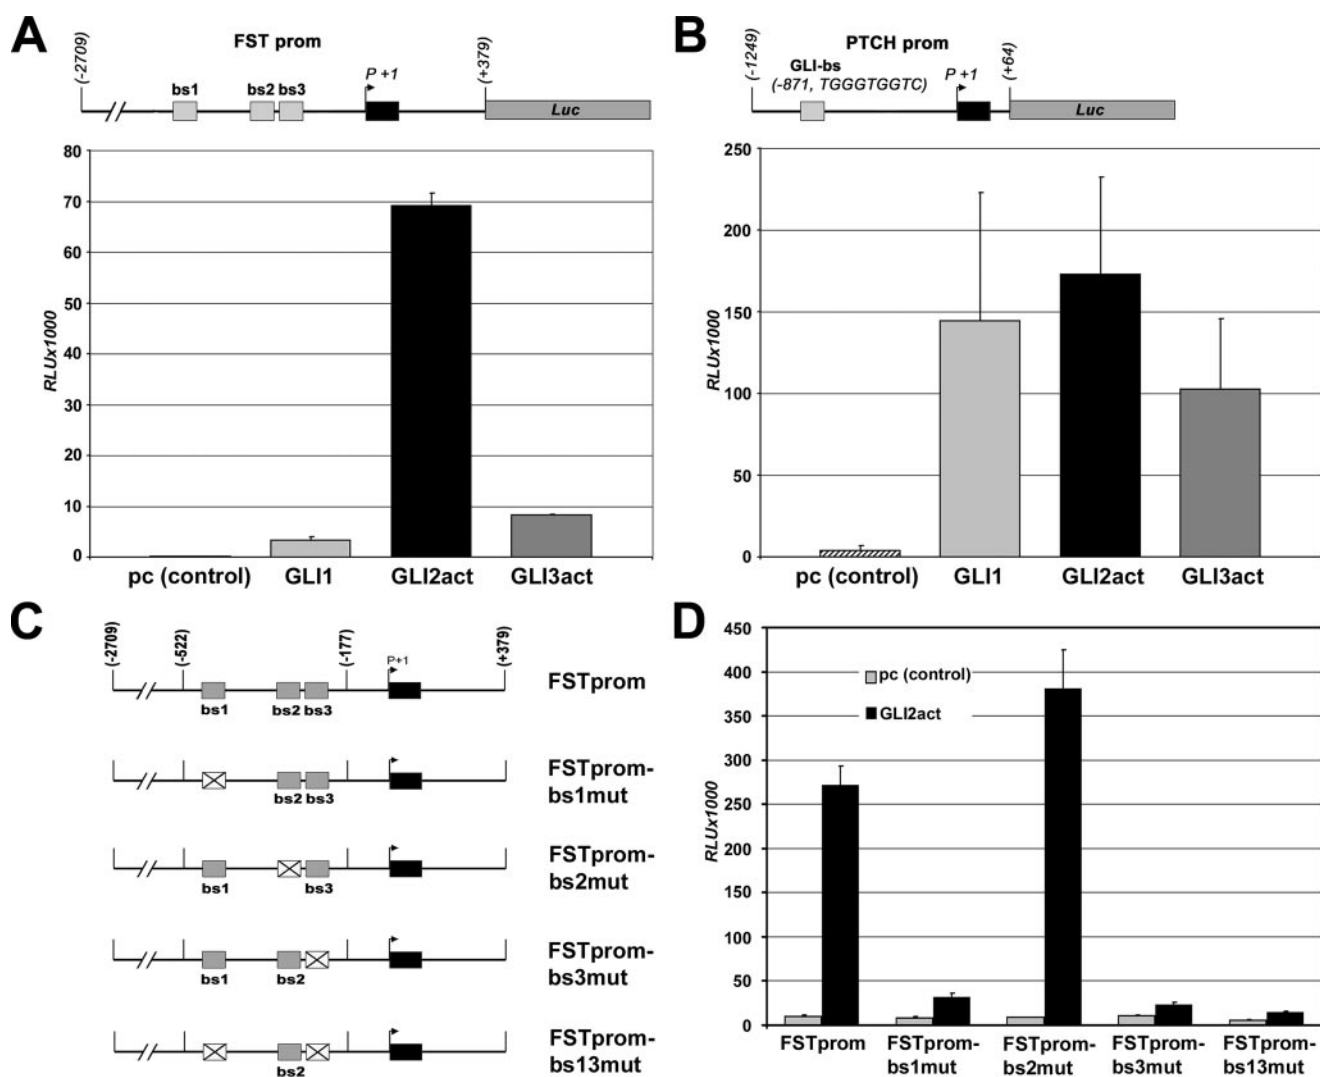 A
FST prom
(-2709)
bs1
bs2 bs3
P +1
(+379)
Luc
80
70
60
50
40
30
20
10
0
RLUx1000
pc (control)
GLI1
GLI2act
GLI3act
B
PTCH prom
(-1249)
GLI-bs
(-871, TGGGTGGTC)
P +1
(+64)
Luc
250
200
150
100
50
0
RLUx1000
pc (control)
GLI1
GLI2act
GLI3act
C
(-2709)
(-522)
(-177)
P+1
(+379)
bs1
bs2 bs3
FSTprom
bs2 bs3
FSTprom-
bs1mut
bs1
bs3
FSTprom-
bs2mut
bs1
bs2
FSTprom-
bs3mut
bs2
FSTprom-
bs13mut
D
450
400
350
300
250
200
150
100
50
0
RLUx1000
pc (control)
GLI2act
FSTprom
FSTprom-
bs1mut
FSTprom-
bs2mut
FSTprom-
bs3mut
FSTprom-
bs13mut